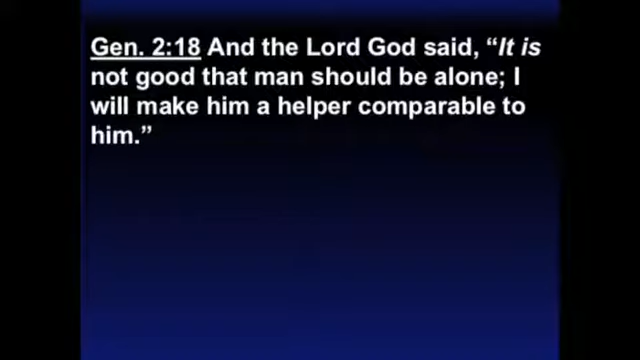 Gen. 2:18 And the Lord God said, “It is
not good that man should be alone; I
will make him a helper comparable to
him.”